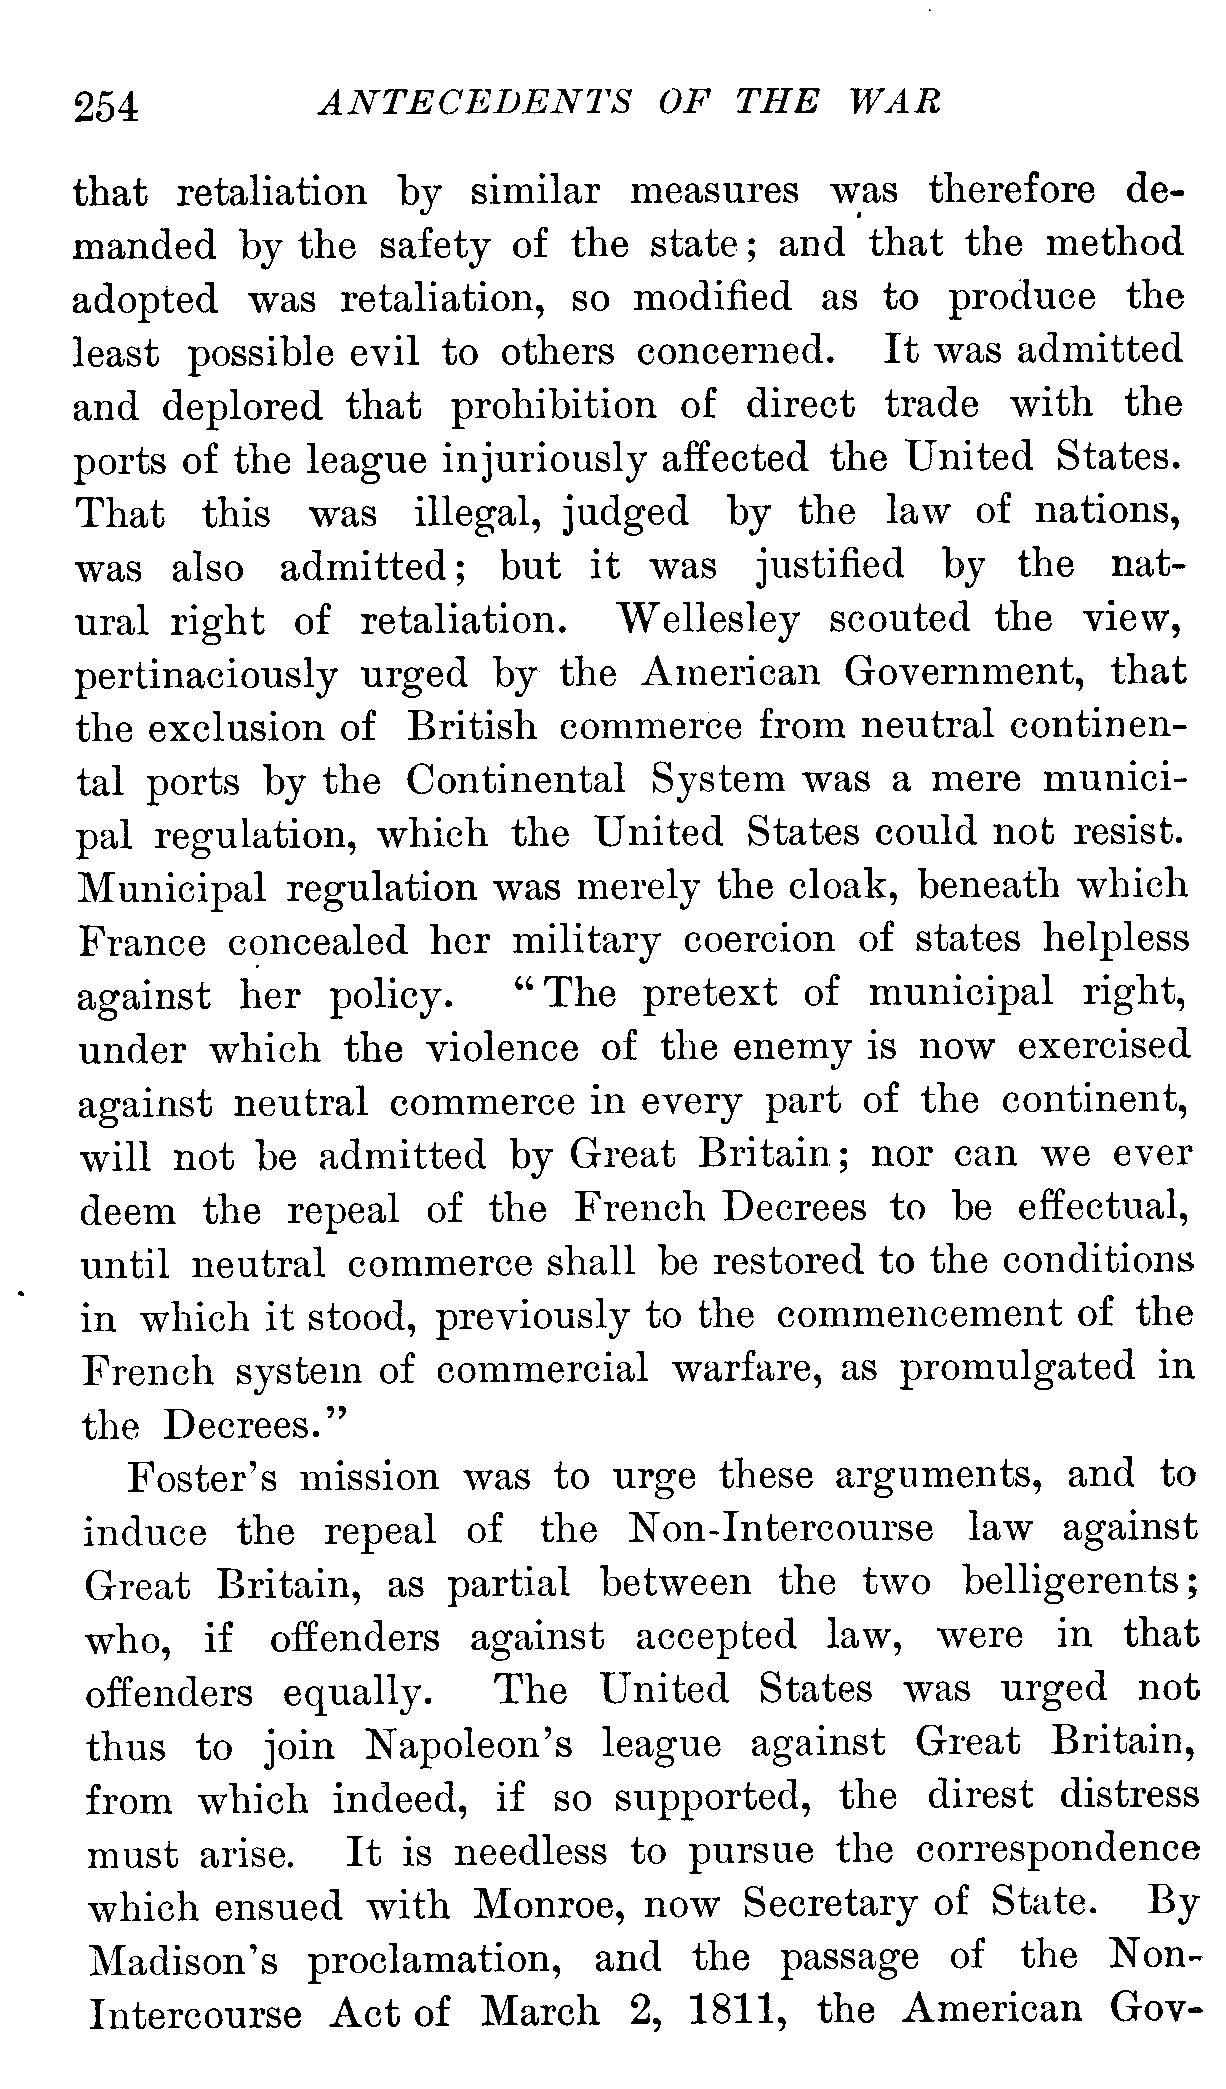 254 ANTECEDENTS OF THE WAR
that retaliation by similar measures was therefore de-
manded by the safety of the state; and that the method
adopted was retaliation, so modified as to produce the
least possible evil to others concerned. It was admitted
and deplored that prohibition of direct trade with the
ports of the league injuriously affected the United States.
That this was illegal, judged by the law of nations,
was also admitted; but it was justified by the nat-
ural right of retaliation. Wellesley scouted the view,
pertinaciously urged by the American Government, that
the exclusion of British commerce from neutral continen-
tal ports by the Continental System was a mere munici-
pal regulation, which the United States could not resist.
Municipal regulation was merely the cloak, beneath which
France concealed her military coercion of states helpless
against her policy. "The pretext of municipal right,
under which the violence of the enemy is now exercised
against neutral commerce in every part of the continent,
will not be admitted by Great Britain; nor can we ever
deem the repeal of the French Decrees to be effectual,
until neutral commerce shall be restored to the conditions
in which it stood, previously to the commencement of the
French system of commercial warfare, as promulgated in
the Decrees."
Foster's mission was to urge these arguments, and to
induce the repeal of the Non-Intercourse law against
Great Britain, as partial between the two belligerents;
who, if offenders against accepted law, were in that
offenders equally. The United States was urged not
thus to join Napoleon's league against Great Britain,
from which indeed, if so supported, the direst distress
must arise. It is needless to pursue the correspondence
which ensued with Monroe, now Secretary of State. By
Madison's proclamation, and the passage of the Non-
Intercourse Act of March 2, 1811, the American Gov-